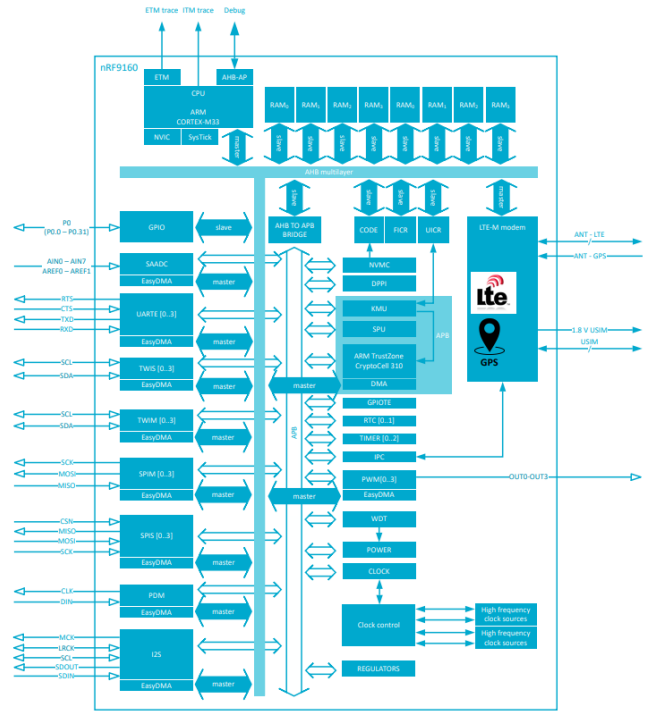 ETM trace
ITM trace
Debug
nRF9160
ETM
AHB-AP
CPU
ARM
CORTEX-M33
NVIC
SysTick
master
RAM0
RAM1
RAM2
RAM3
RAM4
RAM5
RAM6
RAM7
slave
slave
slave
slave
slave
slave
slave
slave
AHB multilayer
P0
(P0.0 – P0.31)
GPIO
slave
slave
AHB TO APB
BRIDGE
slave
slave
slave
CODE
FICR
UICR
master
LTE-M modem
ANT - LTE
ANT - GPS
Lte
GPS
1.8 V USIM
USIM
AIN0 – AIN7
AREF0 – AREF1
SAADC
EasyDMA
master
NVMC
DPPI
RTS
CTS
TXD
RXD
UARTE [0..3]
EasyDMA
master
KMU
SPU
APB
ARM TrustZone
CryptoCell 310
DMA
master
SCL
SDA
TWIS [0..3]
EasyDMA
master
GPIOTE
RTC [0..1]
TIMER [0..2]
IPC
SCL
SDA
TWIM [0..3]
EasyDMA
master
APB
SCK
MOSI
MISO
SPIM [0..3]
EasyDMA
master
master
PWM[0..3]
EasyDMA
OUT0-OUT3
CSN
MISO
MOSI
SCK
SPIS [0..3]
EasyDMA
master
WDT
POWER
CLOCK
CLK
DIN
PDM
EasyDMA
master
Clock control
High frequency
clock sources
High frequency
clock sources
MCK
LRCK
SCL
SDOUT
SDIN
I2S
EasyDMA
master
REGULATORS